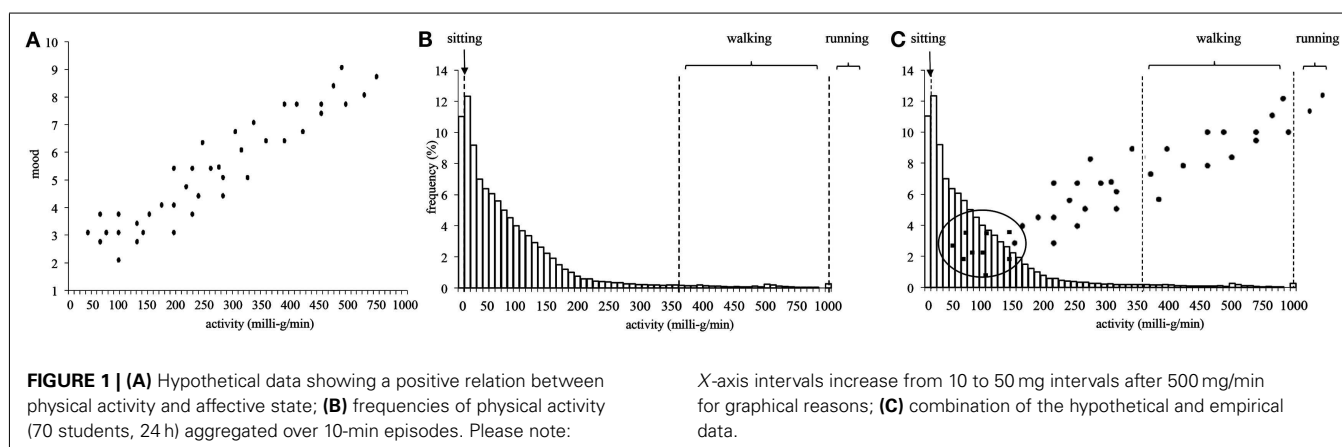 A
10
9
8
7
6
5
4
3
2
1
mood
0 50 100 150 200 250 300 350 400 450 500 750 1000
activity (milli-g/min)
B
sitting
walking
running
14
12
10
8
6
4
2
0
frequency (%)
0 50 100 150 200 250 300 350 400 450 500 750 1000
activity (milli-g/min)
C
sitting
walking
running
14
12
10
8
6
4
2
0
0 50 100 150 200 250 300 350 400 450 500 750 1000
activity (milli-g/min)
FIGURE 1 | (A) Hypothetical data showing a positive relation between
physical activity and affective state; (B) frequencies of physical activity
(70 students, 24 h) aggregated over 10-min episodes. Please note:
X-axis intervals increase from 10 to 50 mg intervals after 500 mg/min
for graphical reasons; (C) combination of the hypothetical and empirical
data.